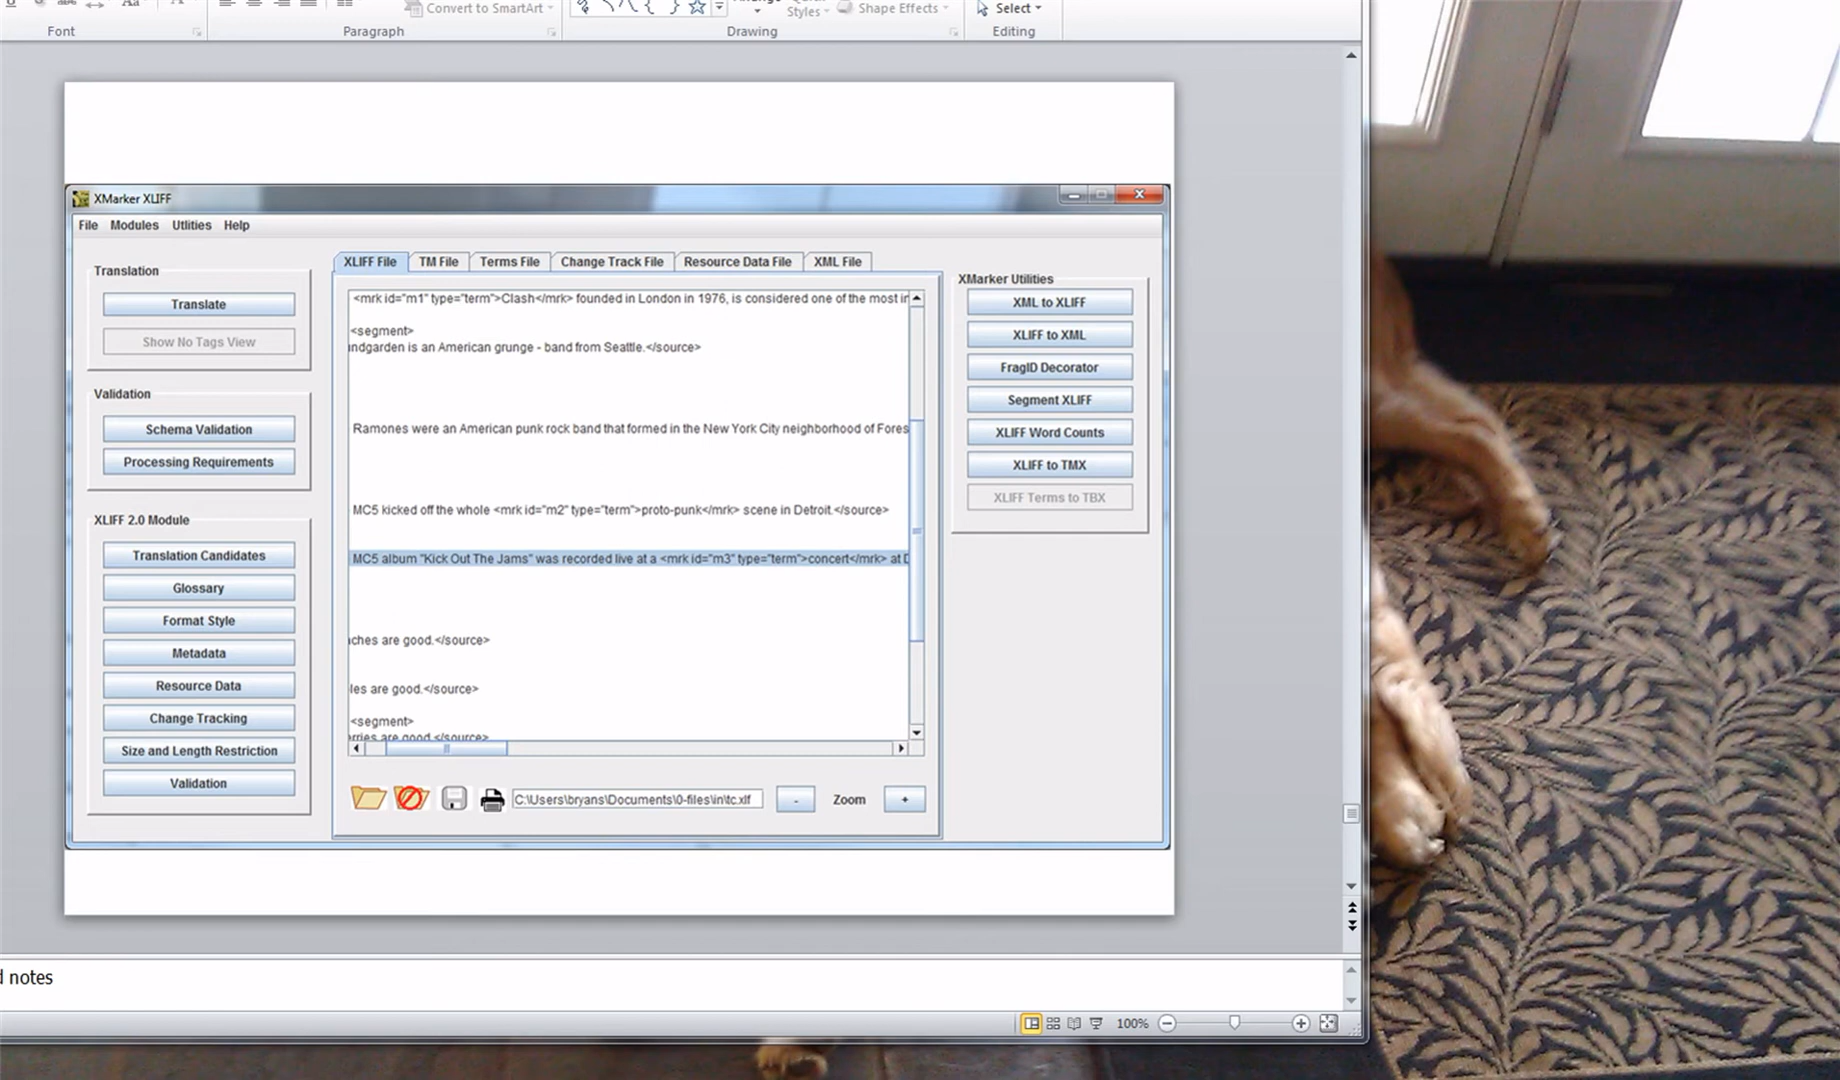 Convert to SmartArt
Styles
Shape Effects
Select
Font
Paragraph
Drawing
Editing
XMarker XLIFF
File Modules Utlities Help
Translation
Translate
Show No Tags View
Validation
Schema Validation
Processing Requirements
XLIFF 2.0 Module
Translation Candidates
Glossary
Format Style
Metadata
Resource Data
Change Tracking
Size and Length Restriction
Validation
XLIFF File TM File Terms File Change Track File Resource Data File XML File
<mrk id="m1" type="term">Clash</mrk> founded in London in 1976, is considered one of the most
<segment>
ndgarden is an American grunge - band from Seattle.</source>
Ramones were an American punk rock band that formed in the New York City neighborhood of Fores
MC5 kicked off the whole <mrk id="m2" type="term">proto-punk</mrk> scene in Detroit.</source>
MC5 album "Kick Out The Jams" was recorded live at a <mrk id="m3" type="term">concert</mrk> at D
ches are good.</source>
les are good.</source>
<segment>
rries are good.</source>
C:\Users\bryans\Documents\0-files\in\tc.xlf
- Zoom +
XMarker Utilities
XML to XLIFF
XLIFF to XML
FragID Decorator
Segment XLIFF
XLIFF Word Counts
XLIFF to TMX
XLIFF Terms to TBX
d notes
100%